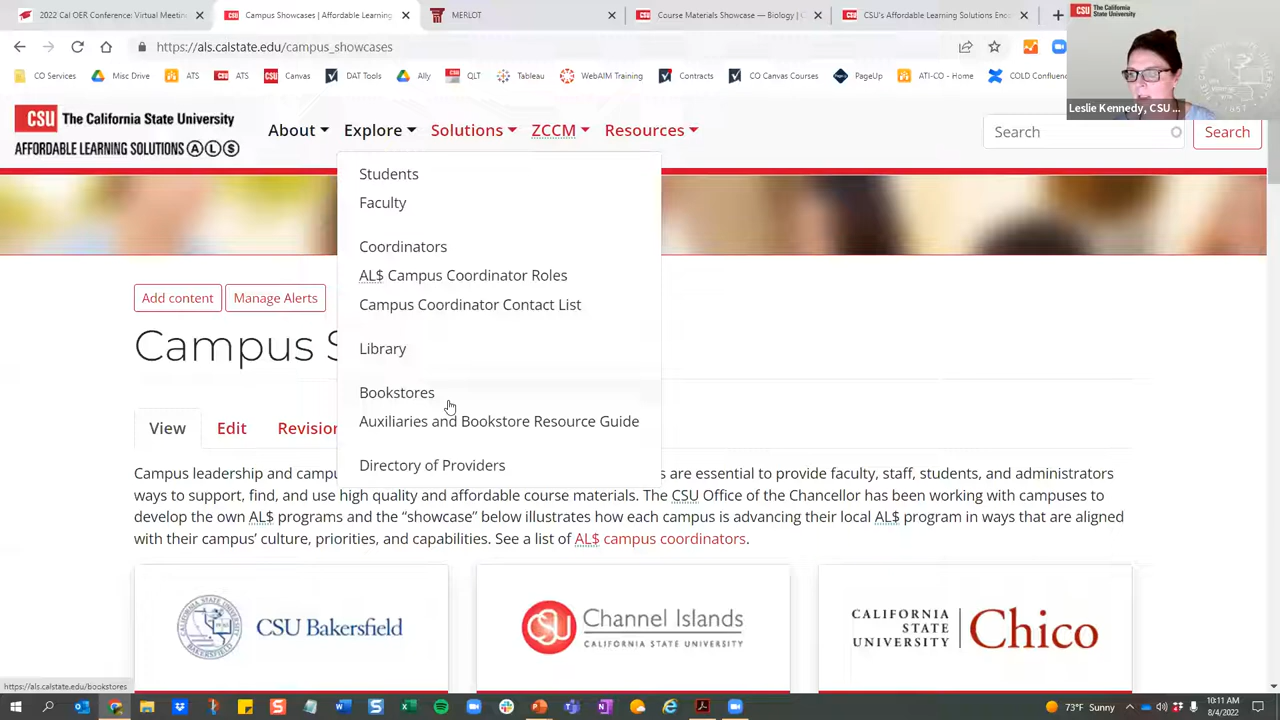 2022 Cal OER Conference: Virtual Meetin
Campus Showcases | Affordable Learning
MERLOT
Course Materials Showcase — Biology | C
CSU's Affordable Learning Solutions Enco
CSU The California State
University
https://als.calstate.edu/campus_showcases
CO Services
Misc Drive
ATS
ATS
Canvas
DAT Tools
Ally
QLT
Tableau
WebAIM Training
Contracts
CO Canvas Courses
PageUp
ATI-CO - Home
COLD Confluen
Leslie Kennedy, CSU ...
CSU The California State University
AFFORDABLE LEARNING SOLUTIONS AL$
About
Explore
Solutions
ZCCM
Resources
Search
Search
Students
Faculty
Coordinators
AL$ Campus Coordinator Roles
Campus Coordinator Contact List
Library
Bookstores
Auxiliaries and Bookstore Resource Guide
Directory of Providers
Add content
Manage Alerts
Campus S
View
Edit
Revision
Campus leadership and campu
s are essential to provide faculty, staff, students, and administrators
ways to support, find, and use high quality and affordable course materials. The CSU Office of the Chancellor has been working with campuses to
develop the own AL$ programs and the “showcase” below illustrates how each campus is advancing their local AL$ program in ways that are aligned
with their campus’ culture, priorities, and capabilities. See a list of AL$ campus coordinators.
CSU Bakersfield
CSU Channel Islands
CALIFORNIA STATE UNIVERSITY
CALIFORNIA
STATE
UNIVERSITY
Chico
https://als.calstate.edu/bookstores
73°F Sunny
10:11 AM
8/4/2022